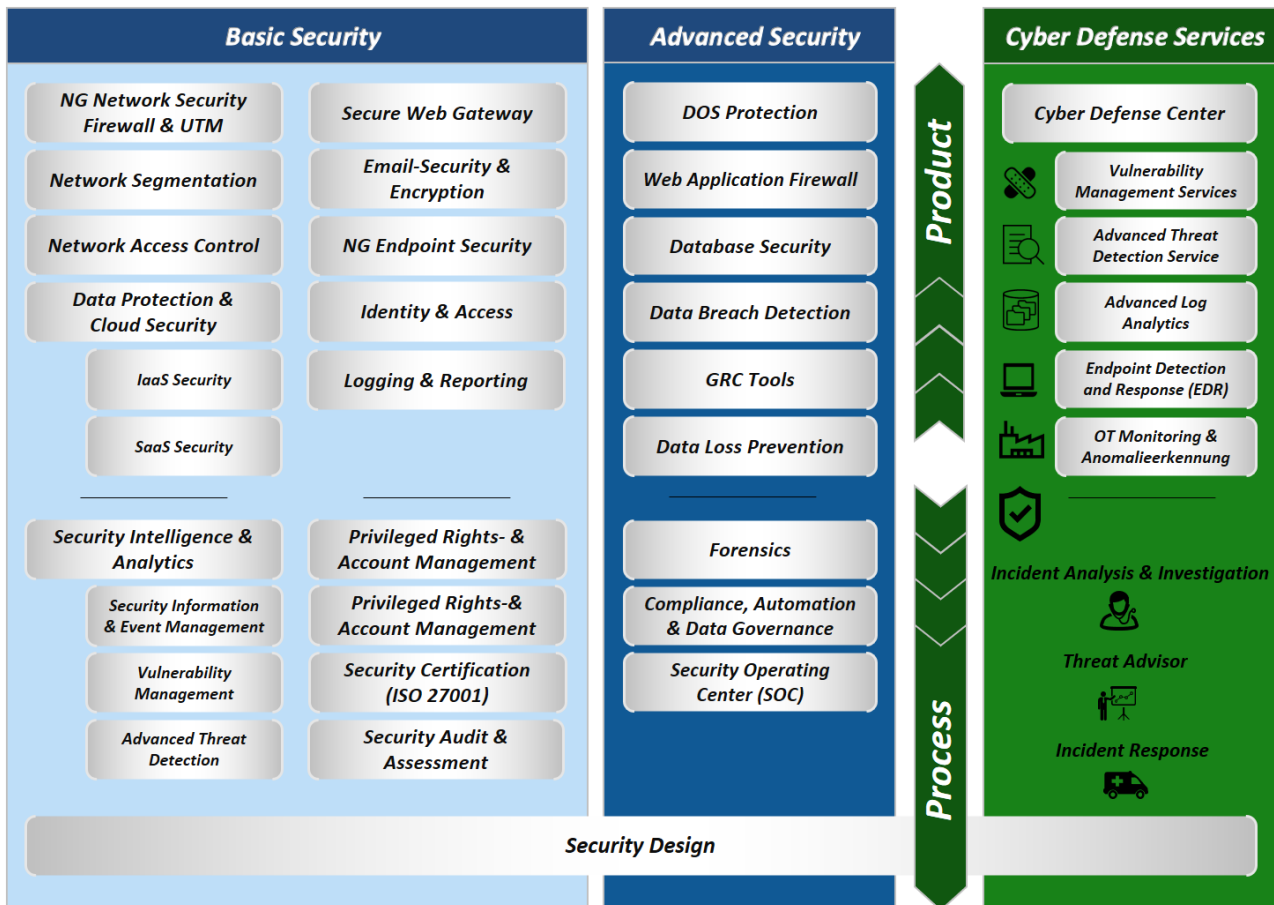 Basic Security
NG Network Security
Firewall & UTM
Network Segmentation
Network Access Control
Data Protection &
Cloud Security
IaaS Security
SaaS Security
Security Intelligence &
Analytics
Security Information
& Event Management
Vulnerability
Management
Advanced Threat
Detection
Secure Web Gateway
Email-Security &
Encryption
NG Endpoint Security
Identity & Access
Logging & Reporting
Privileged Rights- &
Account Management
Privileged Rights-&
Account Management
Security Certification
(ISO 27001)
Security Audit &
Assessment
Advanced Security
DOS Protection
Web Application Firewall
Database Security
Data Breach Detection
GRC Tools
Data Loss Prevention
Forensics
Compliance, Automation
& Data Governance
Security Operating
Center (SOC)
Product
Process
Cyber Defense Services
Cyber Defense Center
Vulnerability
Management Services
Advanced Threat
Detection Service
Advanced Log
Analytics
Endpoint Detection
and Response (EDR)
OT Monitoring &
Anomalieerkennung
Incident Analysis & Investigation
Threat Advisor
Incident Response
Security Design